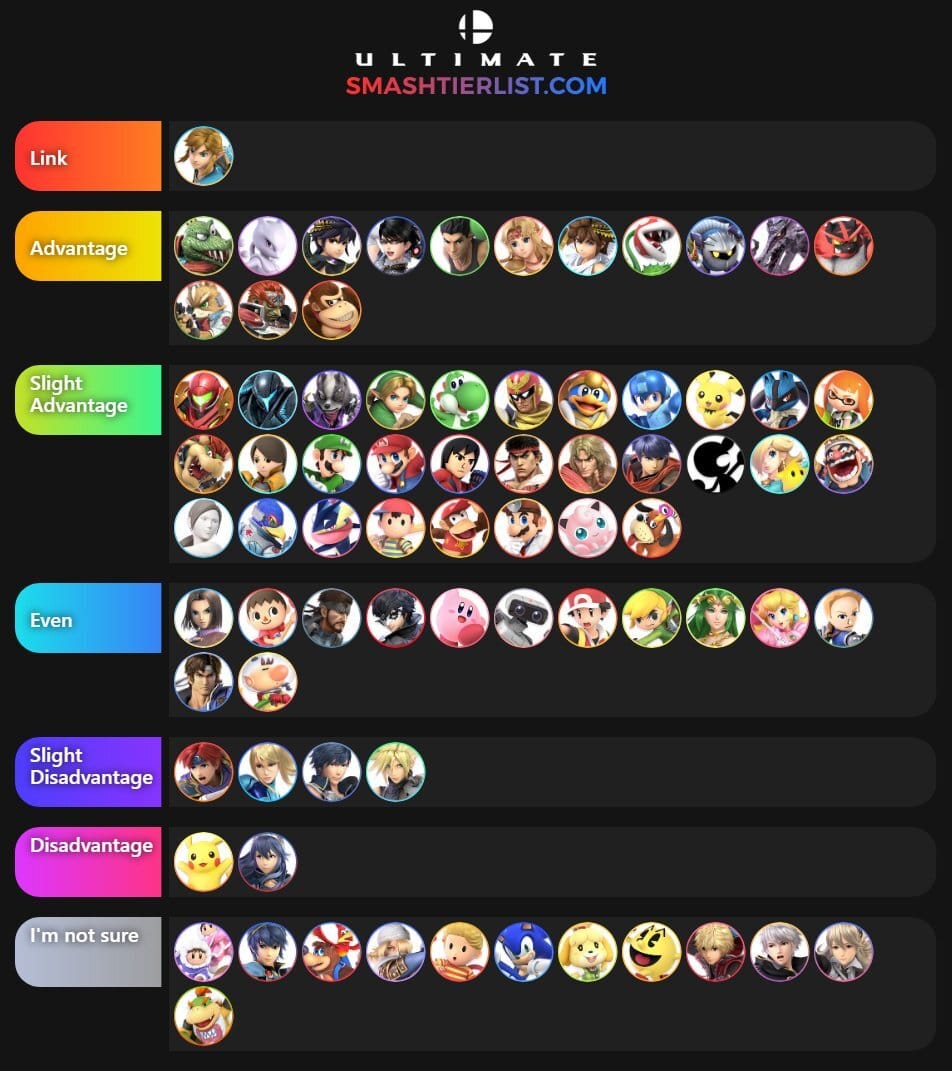 ULTIMATE
SMASHTIERLIST.COM
Link
Advantage
Slight
Advantage
Even
Slight
Disadvantage
Disadvantage
I'm not sure